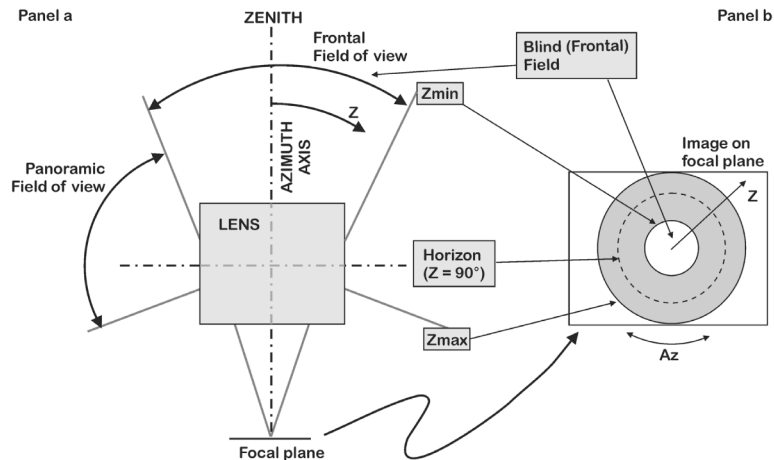 Panel a
ZENITH
Panel b
Frontal
Field of view
Blind (Frontal)
Field
Zmin
Z
AZIMUTH
AXIS
Image on
focal plane
Panoramic
Field of view
Z
LENS
Horizon
(Z = 90°)
Zmax
Az
Focal plane